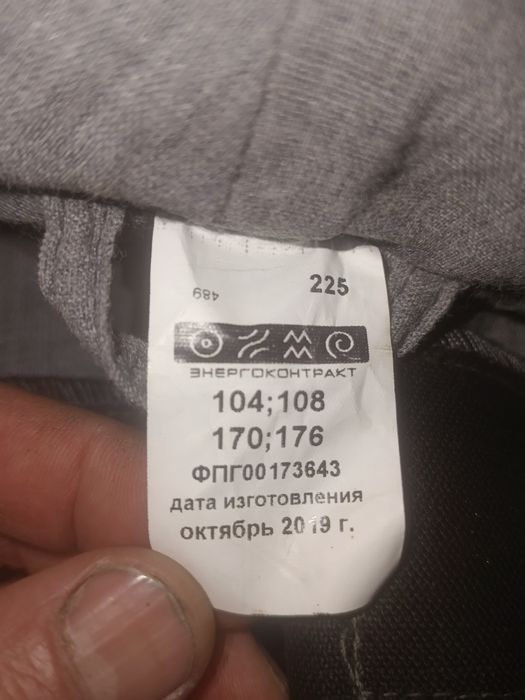 225
489
ЭНЕРГОКОНТРАКТ
104;108
170;176
ФПГ00173643
дата изготовления
октябрь 2019 г.